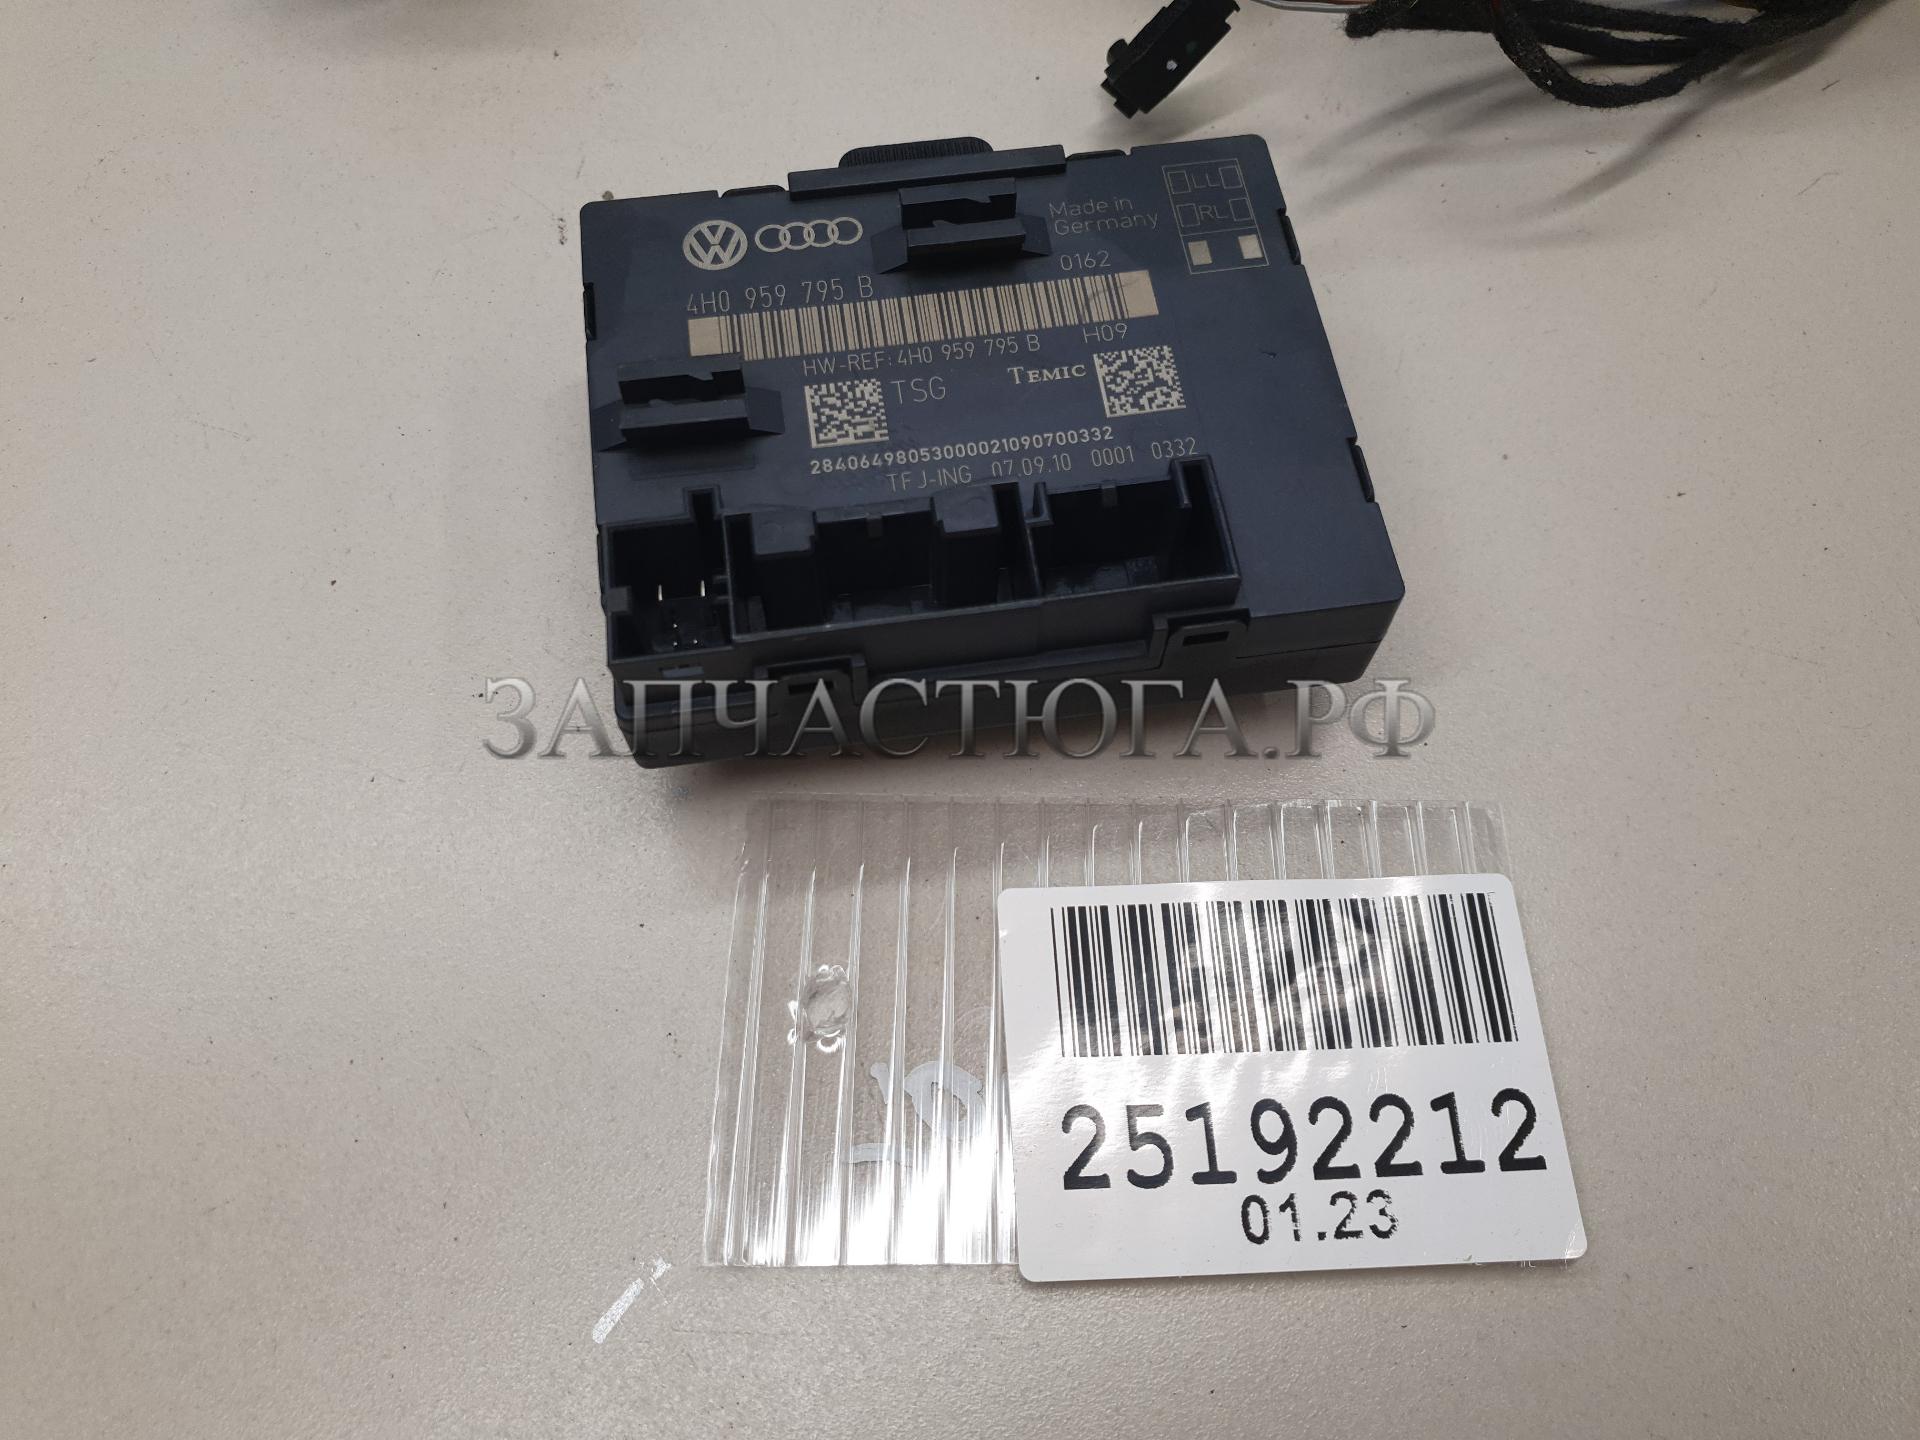 LL
RL
Made in
Germany
0162
4H0 959 795 B
HW-REF: 4H0 959 795 B H09
TSG TEMIC
28406498053000021090700332
TF J-ING 07.09.10 0001 0332
ЗАПЧАСТЮГА.РФ
25192212
01.23